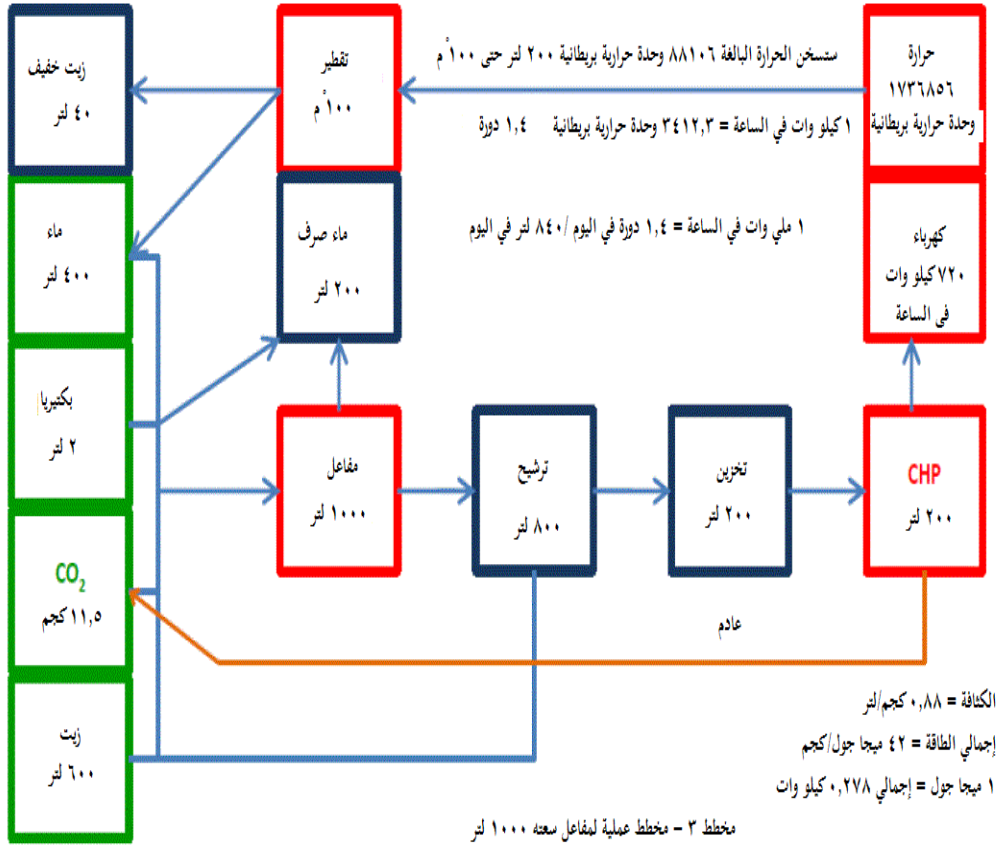 حرارة
١٧٣٦٨٥٦
وحدة حرارية بريطانية
ستسخن الحرارة البالغة ٨٨١٠٦ وحدة حرارية بريطانية ٢٠٠ لتر حتى ١٠٠ْ م
١ كيلو وات في الساعة = ٣٤١٢,٣ وحدة حرارية بريطانية ١,٤ دورة
تقطير
١٠٠ْ م
زيت خفيف
٤٠ لتر
كهرباء
٧٢٠ كيلو وات
فى الساعة
١ ملي وات في الساعة = ١,٤ دورة في اليوم /٨٤٠ لتر في اليوم
ماء صرف
٢٠٠ لتر
ماء
٤٠٠ لتر
بكتيريا
٢ لتر
مفاعل
١٠٠٠ لتر
ترشيح
٨٠٠ لتر
تخزين
٢٠٠ لتر
CHP
٢٠٠ لتر
CO2
١١,٥ كجم
عادم
زيت
٦٠٠ لتر
الكثافة = ٠,٨٨ كجم/لتر
إجمالي الطاقة = ٤٢ ميجا جول/كجم
١ ميجا جول = إجمالي ٠,٢٧٨ كيلو وات
مخطط ٣ – مخطط عملية لمفاعل سعته ١٠٠٠ لتر